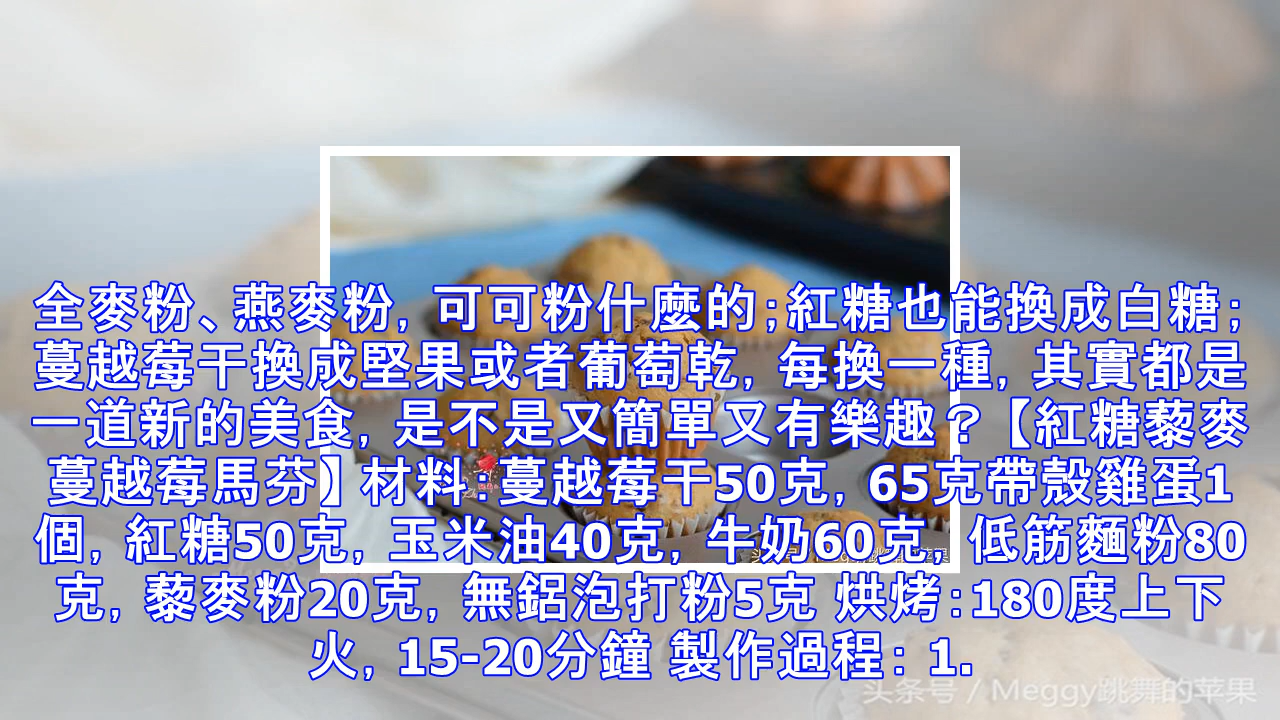 全麥粉、燕麥粉, 可可粉什麼的;紅糖也能換成白糖;
蔓越莓干換成堅果或者葡萄乾, 每換一種, 其實都是
一道新的美食, 是不是又簡單又有樂趣?【紅糖藜麥
蔓越莓馬芬】材料:蔓越莓干50克, 65克帶殼雞蛋1
個, 紅糖50克, 玉米油40克, 牛奶60克, 低筋麵粉80
克, 藜麥粉20克, 無鋁泡打粉5克 烘烤:180度上下
火, 15-20分鐘 製作過程: 1.
头条号 / Meggy跳舞的苹果